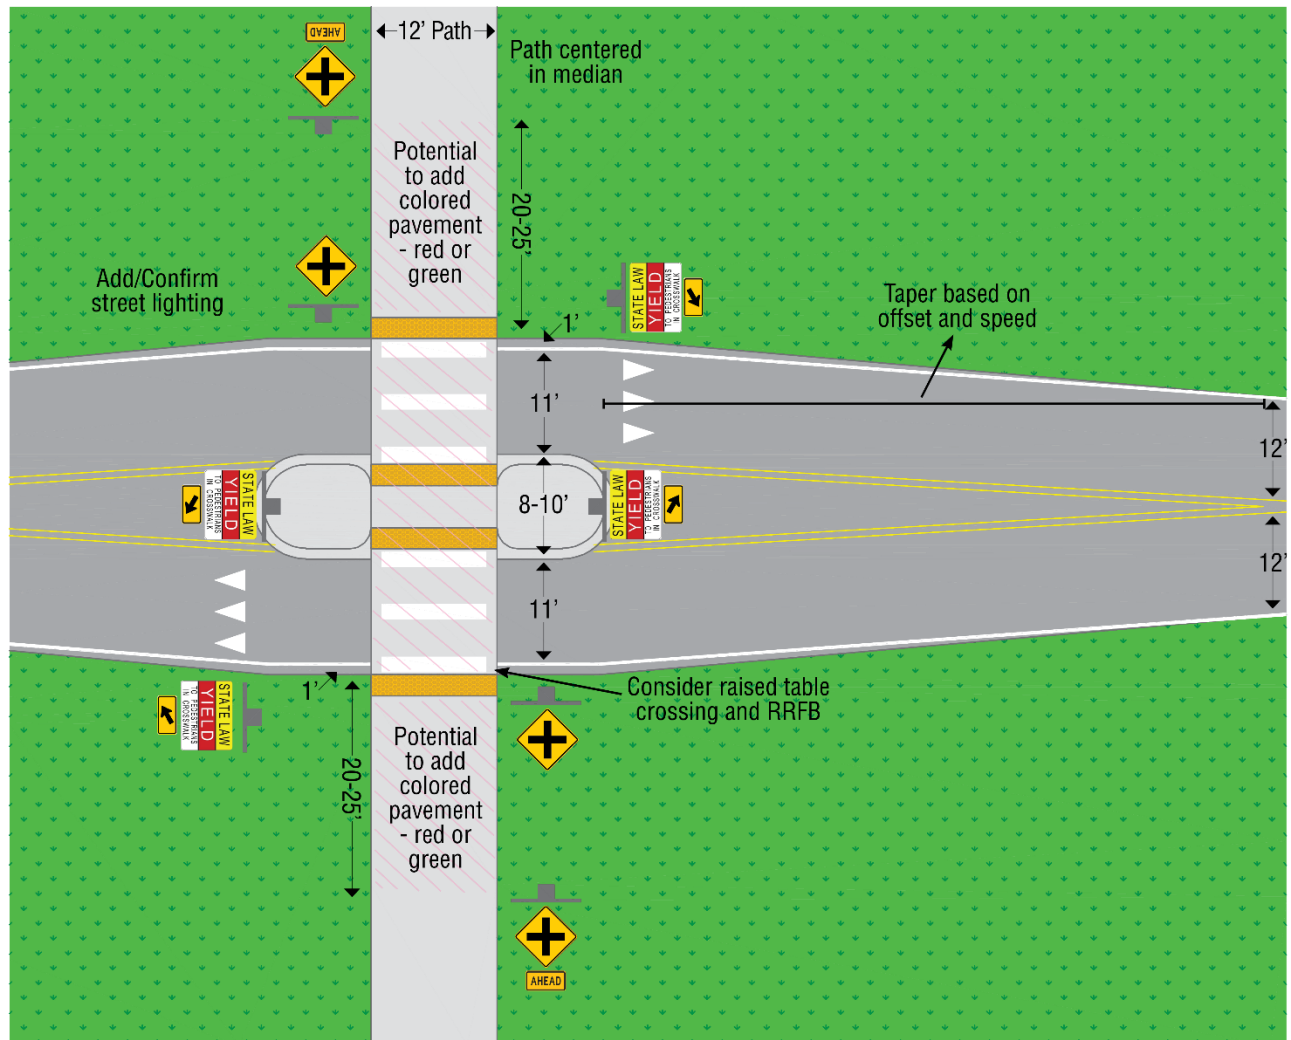 AHEAD
12' Path
Path centered
in median
Potential
to add
colored
pavement
- red or
green
20-25'
Add/Confirm
street lighting
STATE LAW
YIELD
TO PEDESTRIANS
IN CROSSWALK
Taper based on
offset and speed
1'
11'
12'
STATE LAW
YIELD
TO PEDESTRIANS
IN CROSSWALK
8-10'
STATE LAW
YIELD
TO PEDESTRIANS
IN CROSSWALK
12'
11'
1'
STATE LAW
YIELD
TO PEDESTRIANS
IN CROSSWALK
Consider raised table
crossing and RRFB
Potential
to add
colored
pavement
- red or
green
20-25'
AHEAD